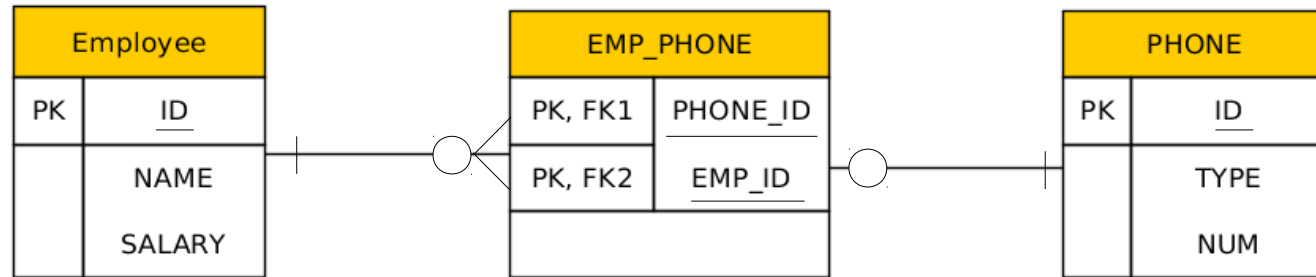 Employee
PK ID
NAME
SALARY
EMP_PHONE
PK, FK1 PHONE_ID
PK, FK2 EMP_ID
PHONE
PK ID
TYPE
NUM